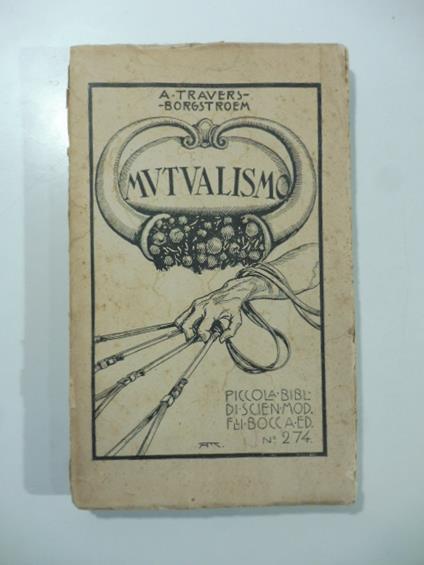 A·TRAVERS-
-BORGSTROEM
MVTVALISMO
PICCOLA·BIBL·
DI·SCIEN·MOD.
F·LLI·BOCCA·ED.
Nº 274.